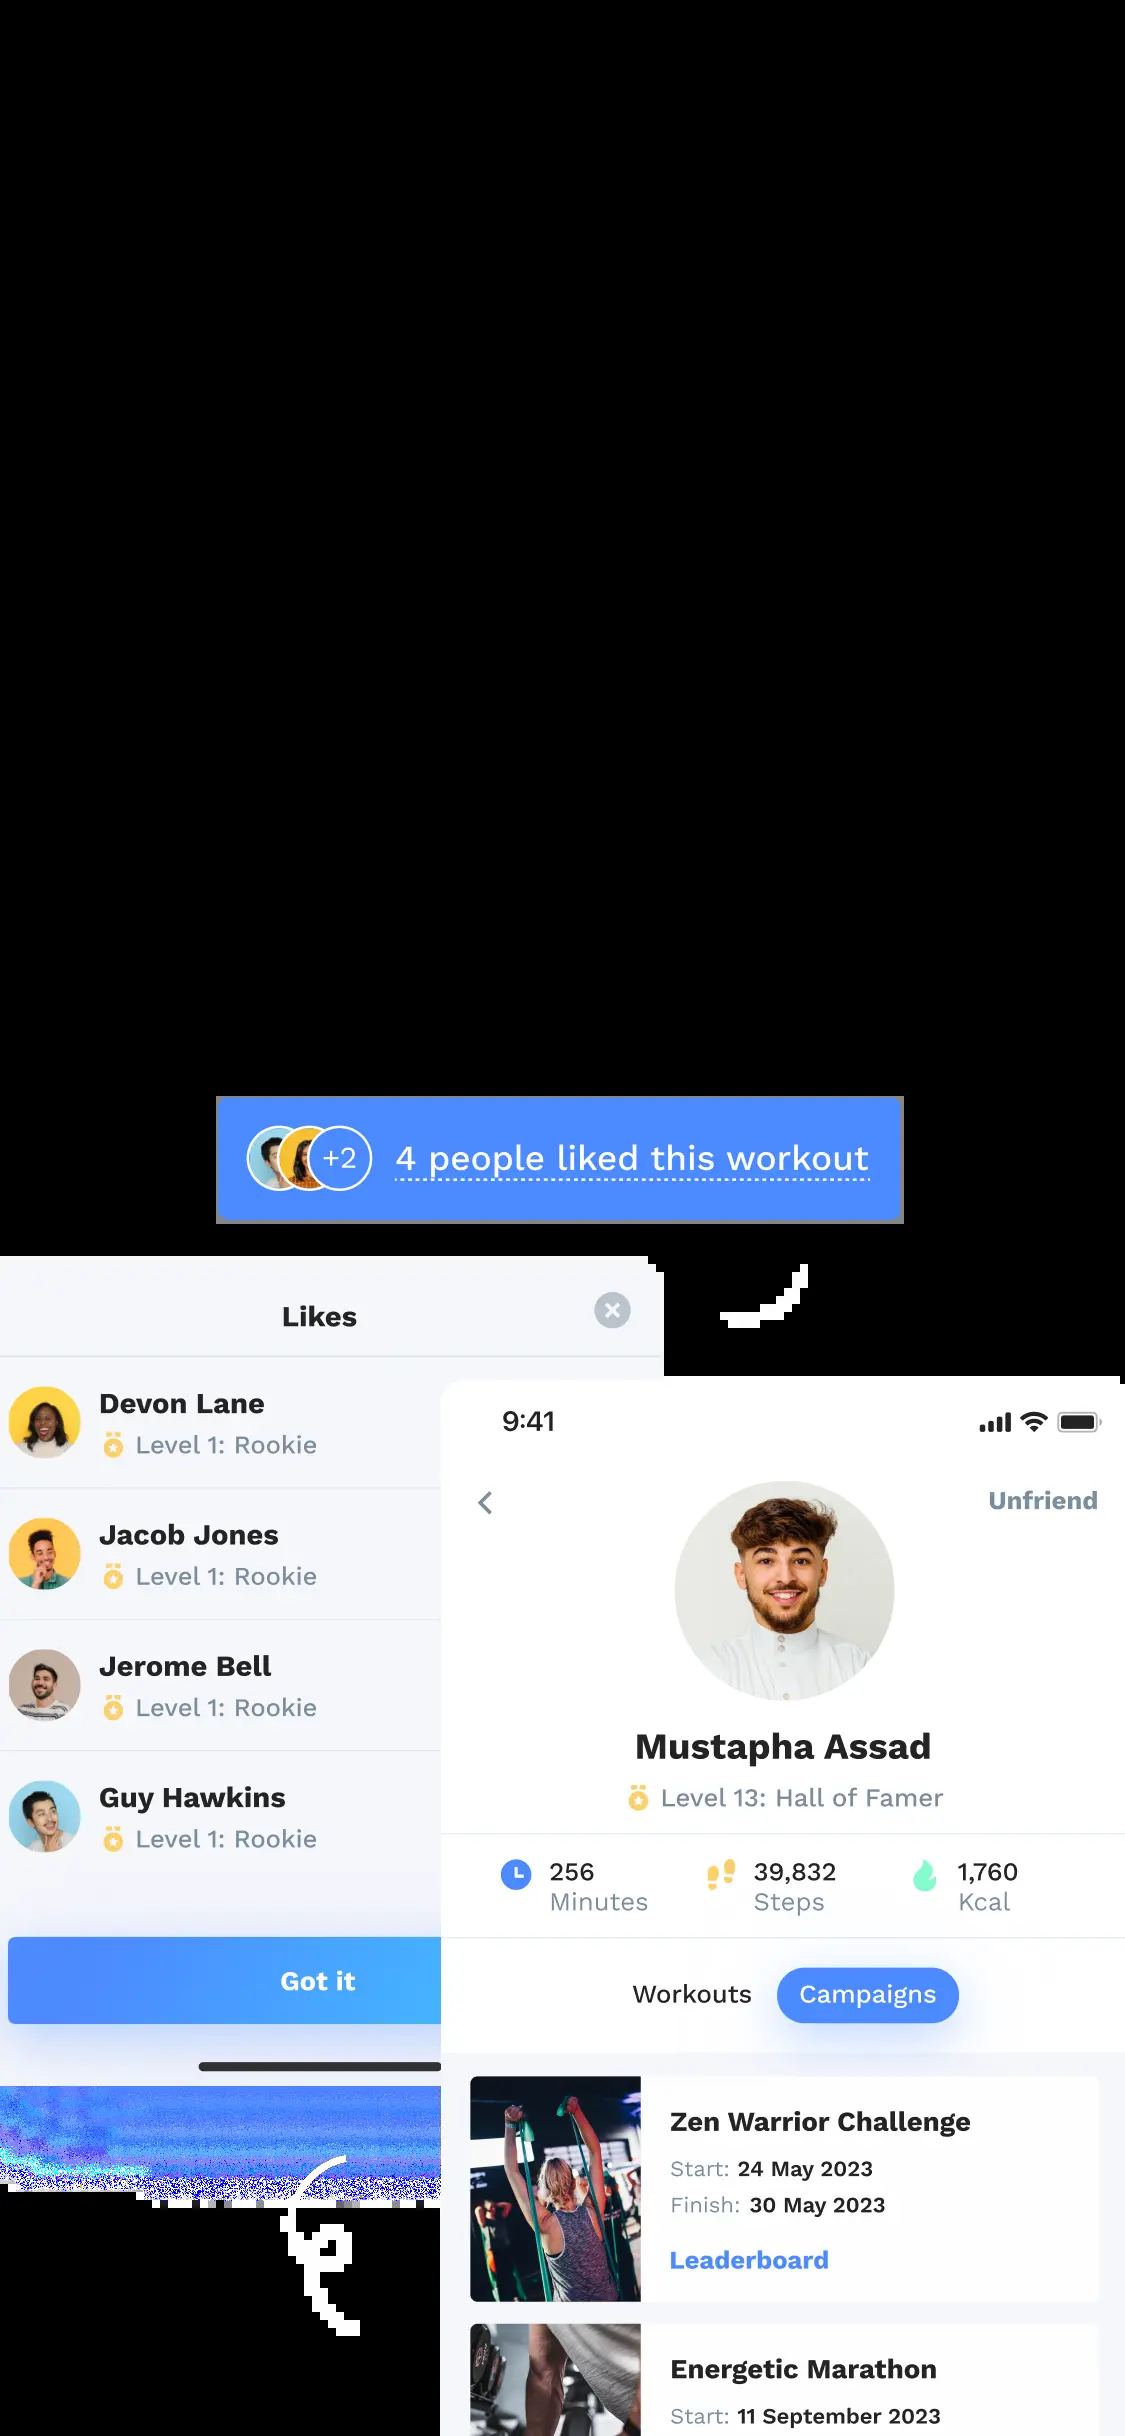 +2 4 people liked this workout
Likes
Devon Lane
Level 1: Rookie
Jacob Jones
Level 1: Rookie
Jerome Bell
Level 1: Rookie
Guy Hawkins
Level 1: Rookie
Got it
9:41
Unfriend
Mustapha Assad
Level 13: Hall of Famer
256 39,832 1,760
Minutes Steps Kcal
Workouts Campaigns
Zen Warrior Challenge
Start: 24 May 2023
Finish: 30 May 2023
Leaderboard
Energetic Marathon
Start: 11 September 2023